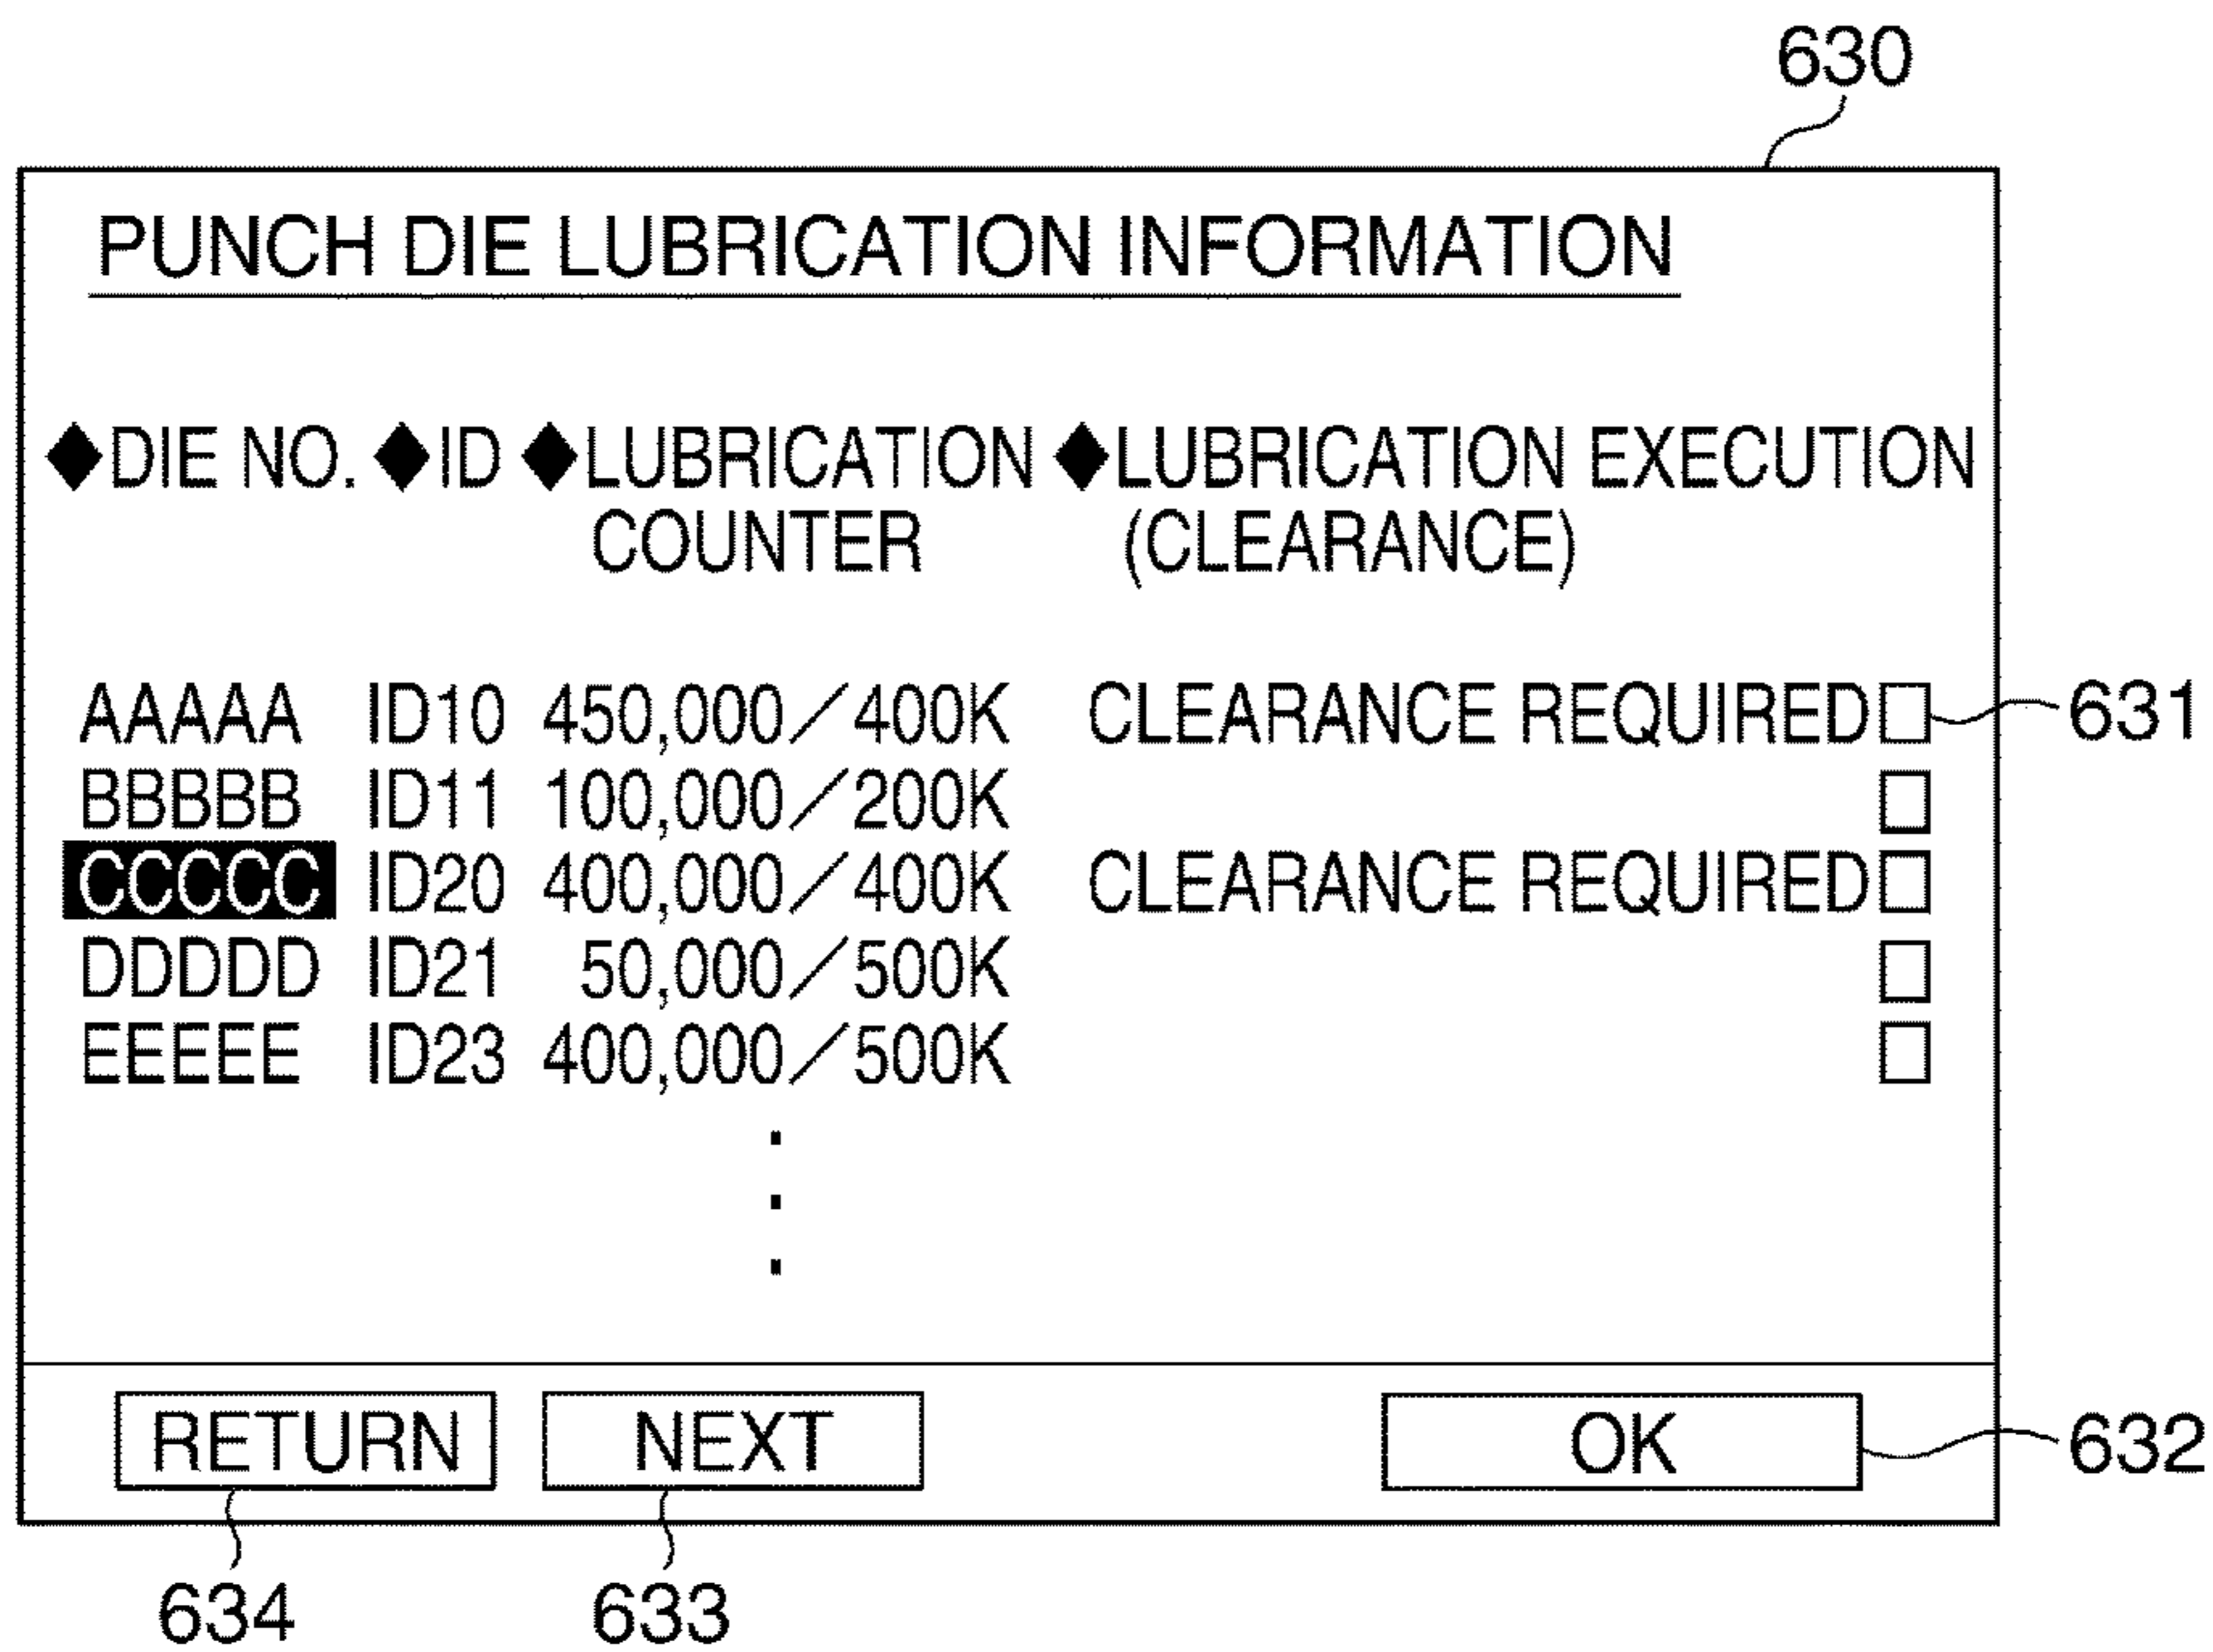 630
PUNCH DIE LUBRICATION INFORMATION
◆DIE NO. ◆ID ◆LUBRICATION COUNTER ◆LUBRICATION EXECUTION (CLEARANCE)
AAAAA ID10 450,000/400K CLEARANCE REQUIRED □ 631
BBBBB ID11 100,000/200K □
CCCCC ID20 400,000/400K CLEARANCE REQUIRED □
DDDDD ID21 50,000/500K □
EEEEE ID23 400,000/500K □
RETURN NEXT OK 632
634 633